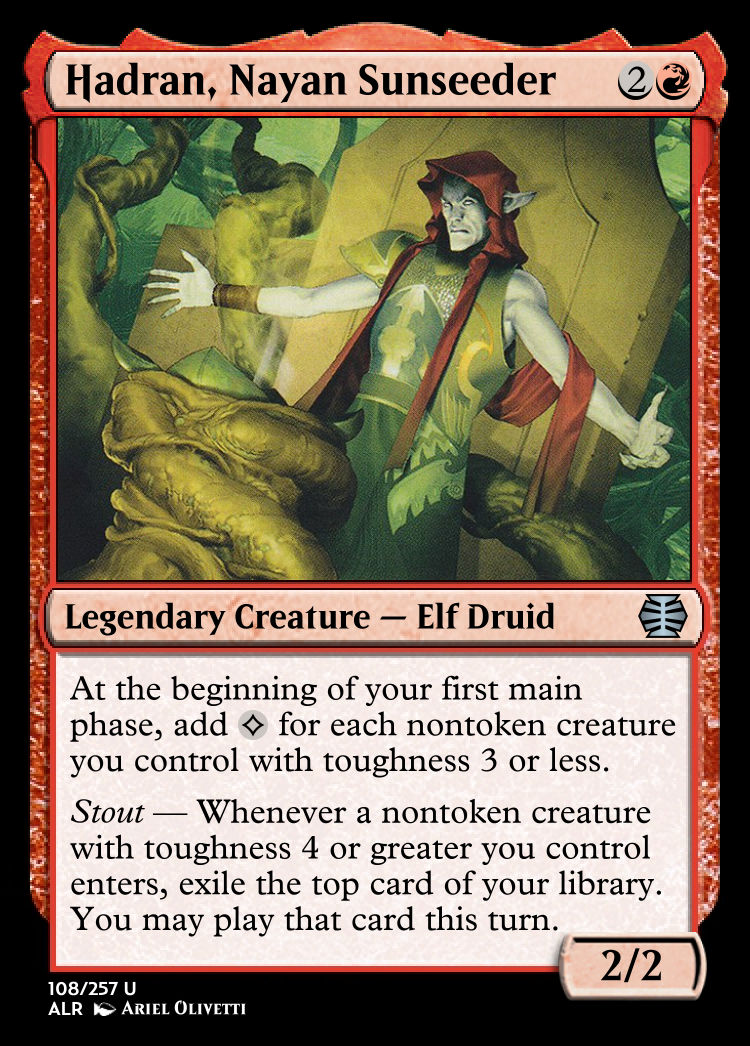 Hadran, Nayan Sunseeder 2
Legendary Creature — Elf Druid
At the beginning of your first main
phase, add for each nontoken creature
you control with toughness 3 or less.
Stout — Whenever a nontoken creature
with toughness 4 or greater you control
enters, exile the top card of your library.
You may play that card this turn.
2/2
108/257 U
ALR Ariel Olivetti